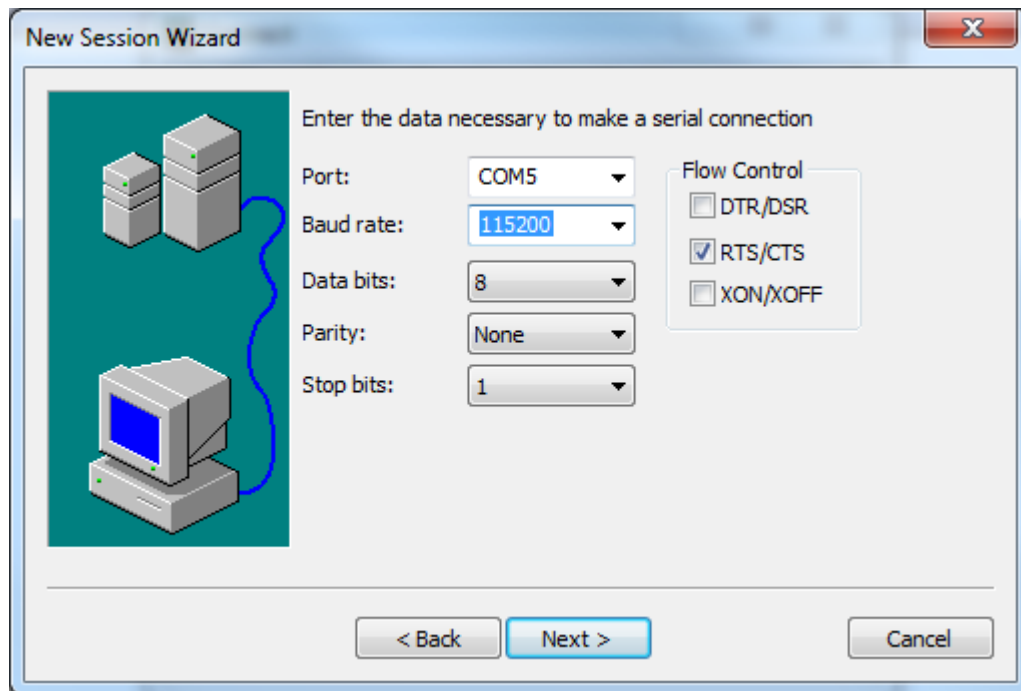 New Session Wizard
Enter the data necessary to make a serial connection
Port: COM5
Baud rate: 115200
Data bits: 8
Parity: None
Stop bits: 1
Flow Control
DTR/DSR
RTS/CTS
XON/XOFF
< Back Next > Cancel